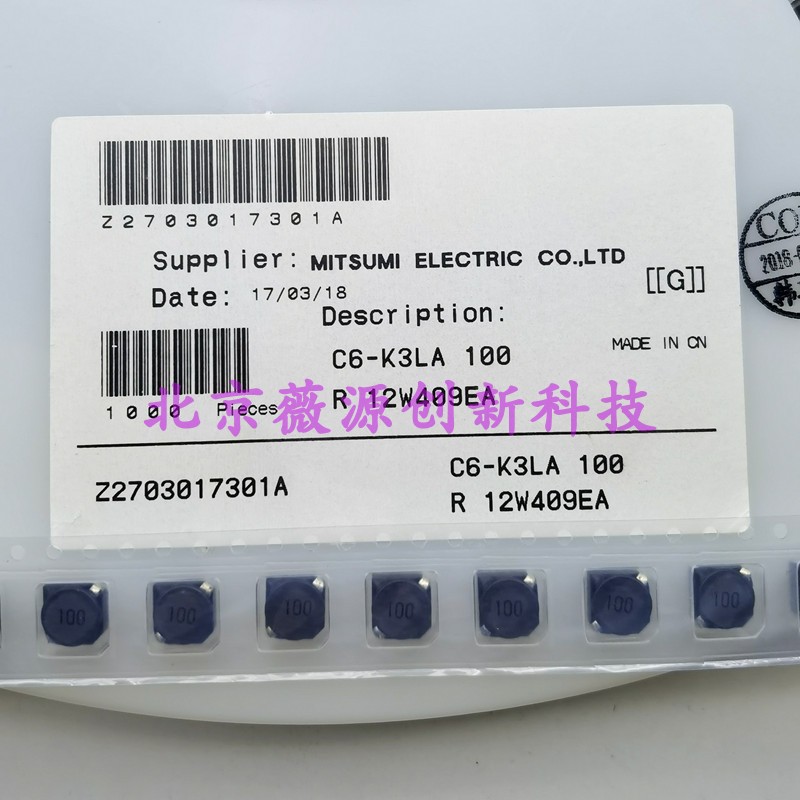 Z2703017301A
Supplier: MITSUMI ELECTRIC CO.,LTD
Date: 17/03/18
[[G]]
Description:
C6-K3LA 100
MADE IN CN
R 12W409EA
1000 Pieces
北京薇源创新科技
Z2703017301A
C6-K3LA 100
R 12W409EA
100 100 100 100 100 100 100